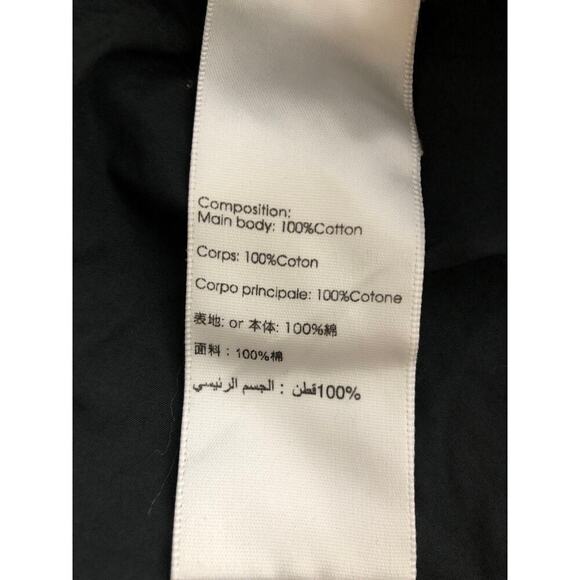 Composition:
Main body: 100%Cotton
Corps: 100%Coton
Corpo principale: 100%Cotone
表地: or 本体: 100%綿
面料：100%棉
100%قطن : الجسم الرئيسي